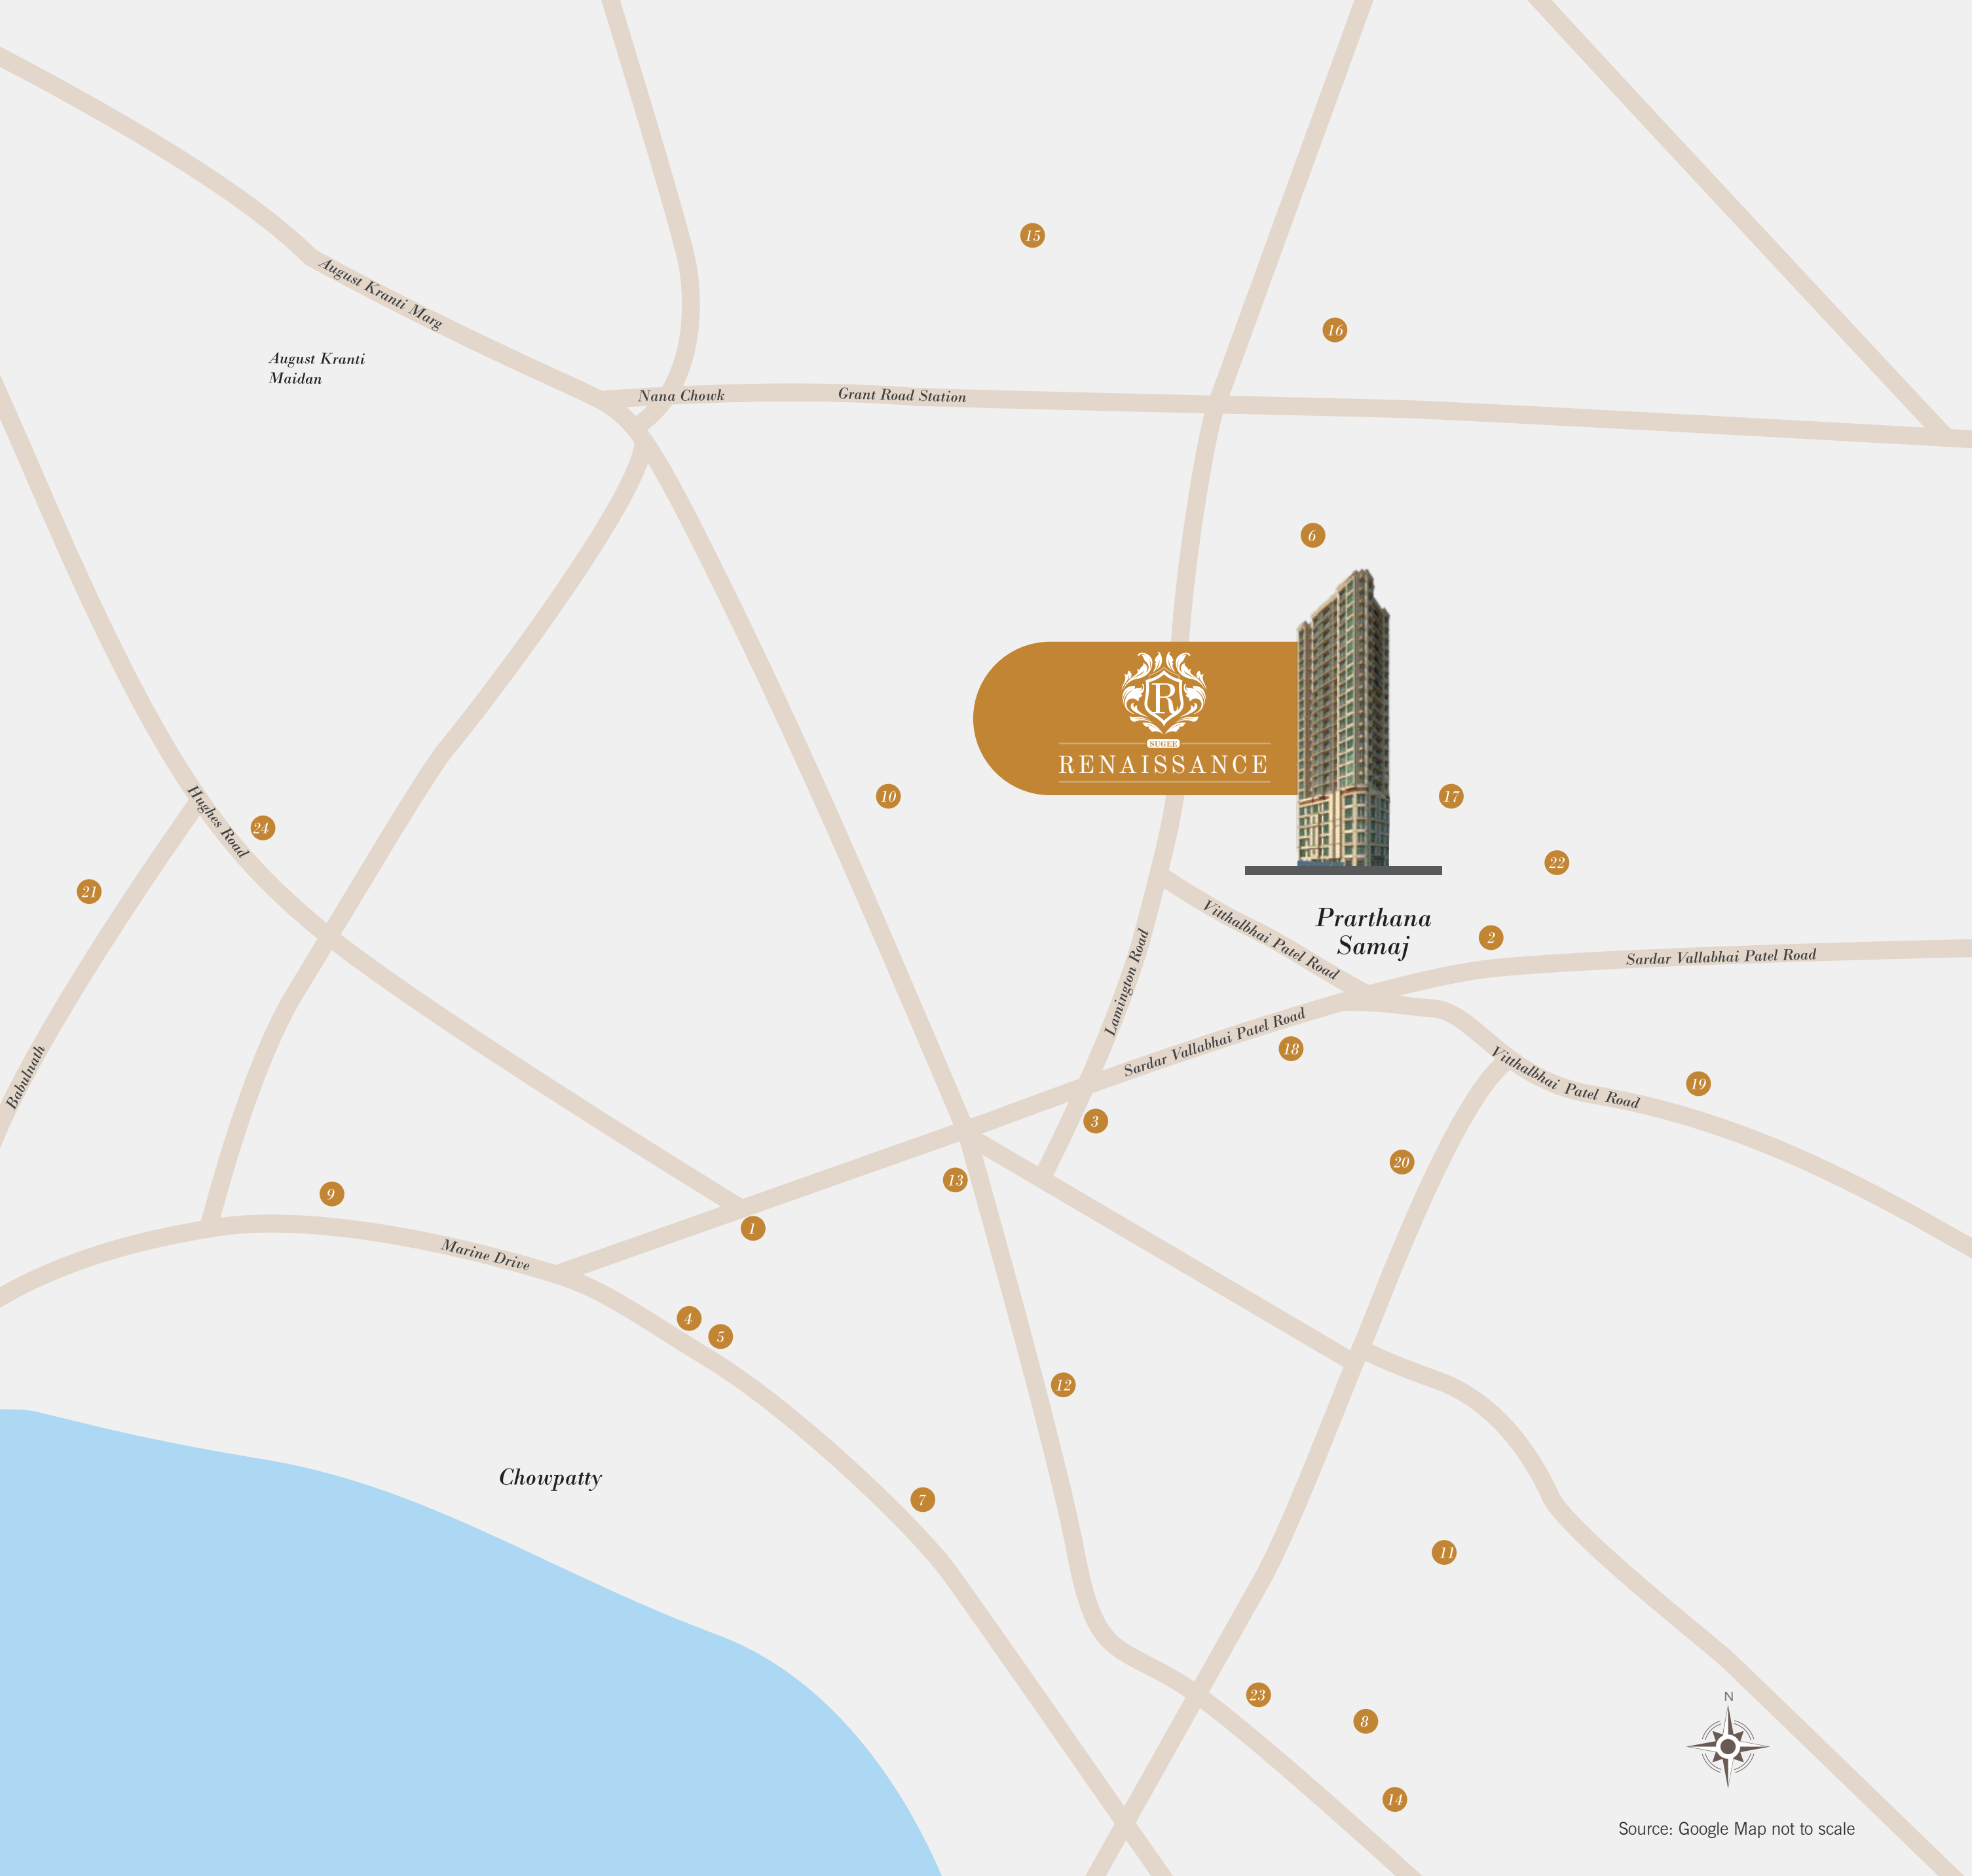 15
August Kranti Marg
16
August Kranti
Maidan
Nana Chowk
Grant Road Station
6
R
SUGEE
RENAISSANCE
10
17
Hughes Road
24
22
21
Vitthalbhai Patel Road
Prarthana
Samaj
2
Sardar Vallabhai Patel Road
Lamington Road
Sardar Vallabhai Patel Road
18
Babulnath
Vitthalbhai Patel Road
19
3
20
13
9
1
Marine Drive
4
5
12
Chowpatty
7
11
23
N
8
14
Source: Google Map not to scale